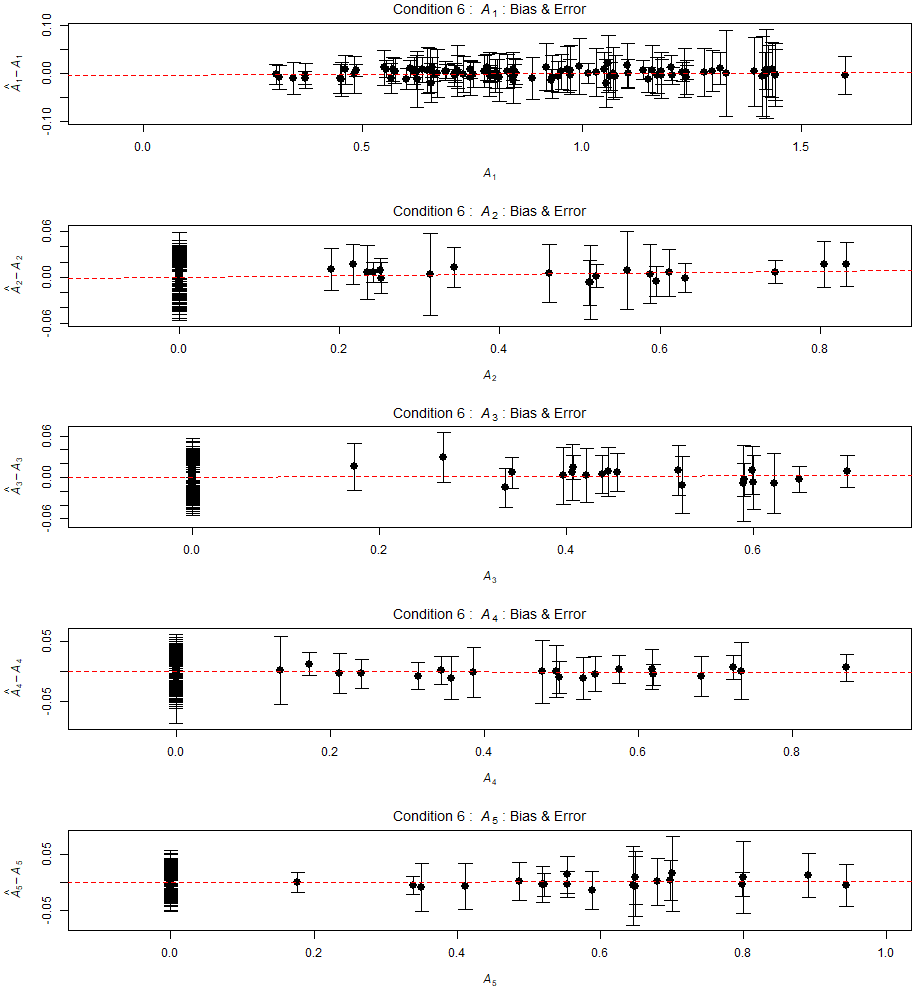 Condition 6 : A1 : Bias & Error
0.10
0.00
-0.10
Â1 − A1
0.0 0.5 1.0 1.5
A1
Condition 6 : A2 : Bias & Error
0.06
0.00
-0.06
Â2 − A2
0.0 0.2 0.4 0.6 0.8
A2
Condition 6 : A3 : Bias & Error
0.06
0.00
-0.06
Â3 − A3
0.0 0.2 0.4 0.6
A3
Condition 6 : A4 : Bias & Error
0.05
-0.05
Â4 − A4
0.0 0.2 0.4 0.6 0.8
A4
Condition 6 : A5 : Bias & Error
0.05
-0.05
Â5 − A5
0.0 0.2 0.4 0.6 0.8 1.0
A5